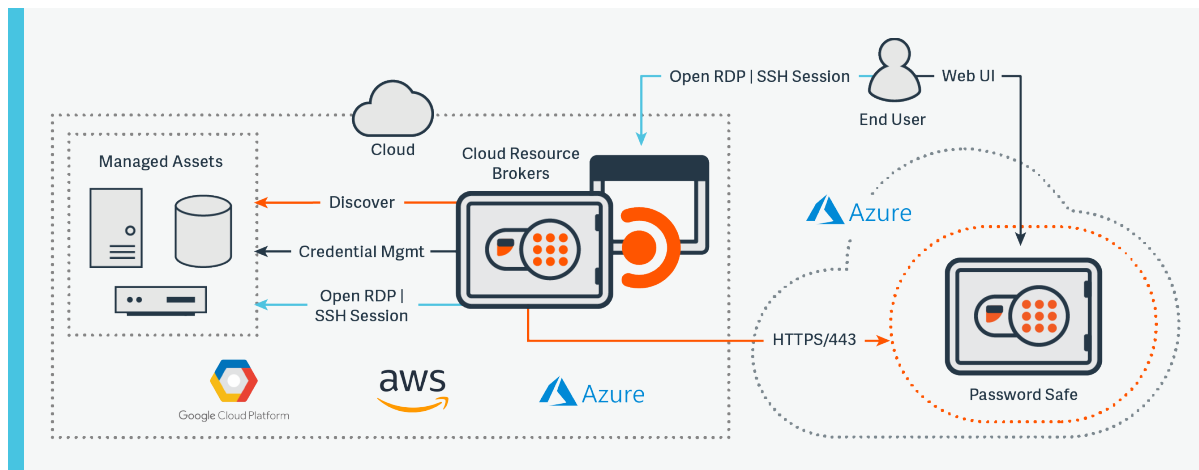 Open RDP | SSH Session
Web UI
End User
Cloud
Managed Assets
Cloud Resource
Brokers
Discover
Credential Mgmt
Open RDP |
SSH Session
Azure
HTTPS/443
Password Safe
Google Cloud Platform
aws
Azure